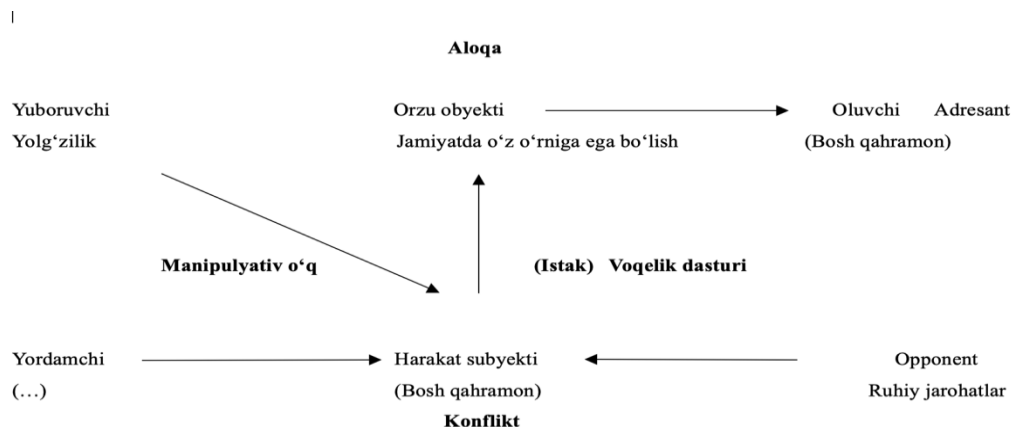 Aloqa
Yuboruvchi Orzu obyekti Oluvchi Adresant
Yolg‘zilik Jamiyatda o‘z o‘rniga ega bo‘lish (Bosh qahramon)
Manipulyativ o‘q (Istak) Voqelik dasturi
Yordamchi Harakat subyekti Opponent
(…) (Bosh qahramon) Ruhiy jarohatlar
Konflikt